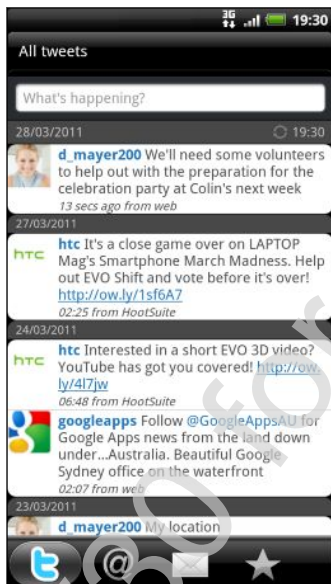 3G 19:30
All tweets
What's happening?
28/03/2011 19:30
d_mayer200 We'll need some volunteers
to help out with the preparation for the
celebration party at Colin's next week
13 secs ago from web
27/03/2011
htc
htc It's a close game over on LAPTOP
Mag's Smartphone March Madness. Help
out EVO Shift and vote before it's over!
http://ow.ly/1sf6A7
02:25 from HootSuite
24/03/2011
htc
htc Interested in a short EVO 3D video?
YouTube has got you covered! http://ow.
ly/4l7jw
06:48 from HootSuite
googleapps Follow @GoogleAppsAU for
Google Apps news from the land down
under...Australia. Beautiful Google
Sydney office on the waterfront
02:07 from web
23/03/2011
d_mayer200 My location
@